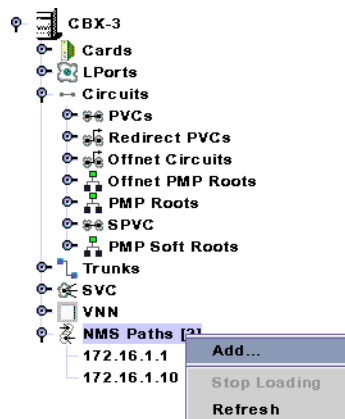 CBX-3
Cards
LPorts
Circuits
PVCs
Redirect PVCs
Offnet Circuits
Offnet PMP Roots
PMP Roots
SPVC
PMP Soft Roots
Trunks
SVC
VNN
NMS Paths [2]
172.16.1.1
172.16.1.10
Add...
Stop Loading
Refresh